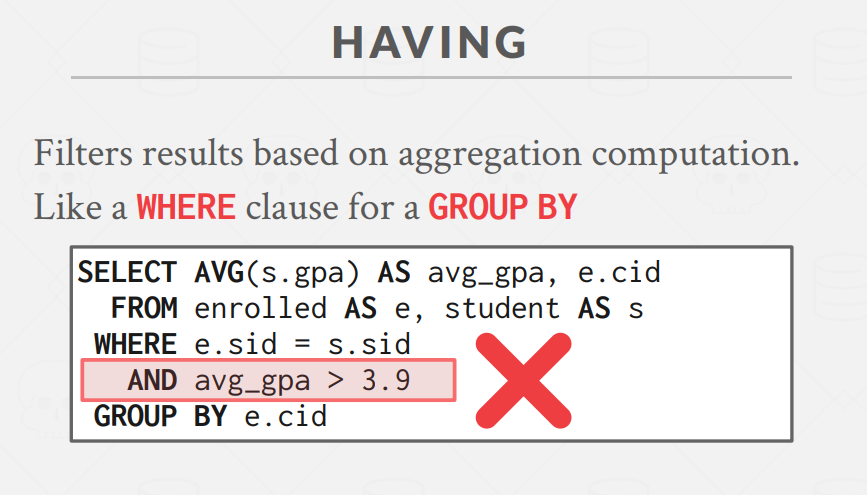 HAVING
Filters results based on aggregation computation.
Like a WHERE clause for a GROUP BY
SELECT AVG(s.gpa) AS avg_gpa, e.cid
FROM enrolled AS e, student AS s
WHERE e.sid = s.sid
AND avg_gpa > 3.9
GROUP BY e.cid